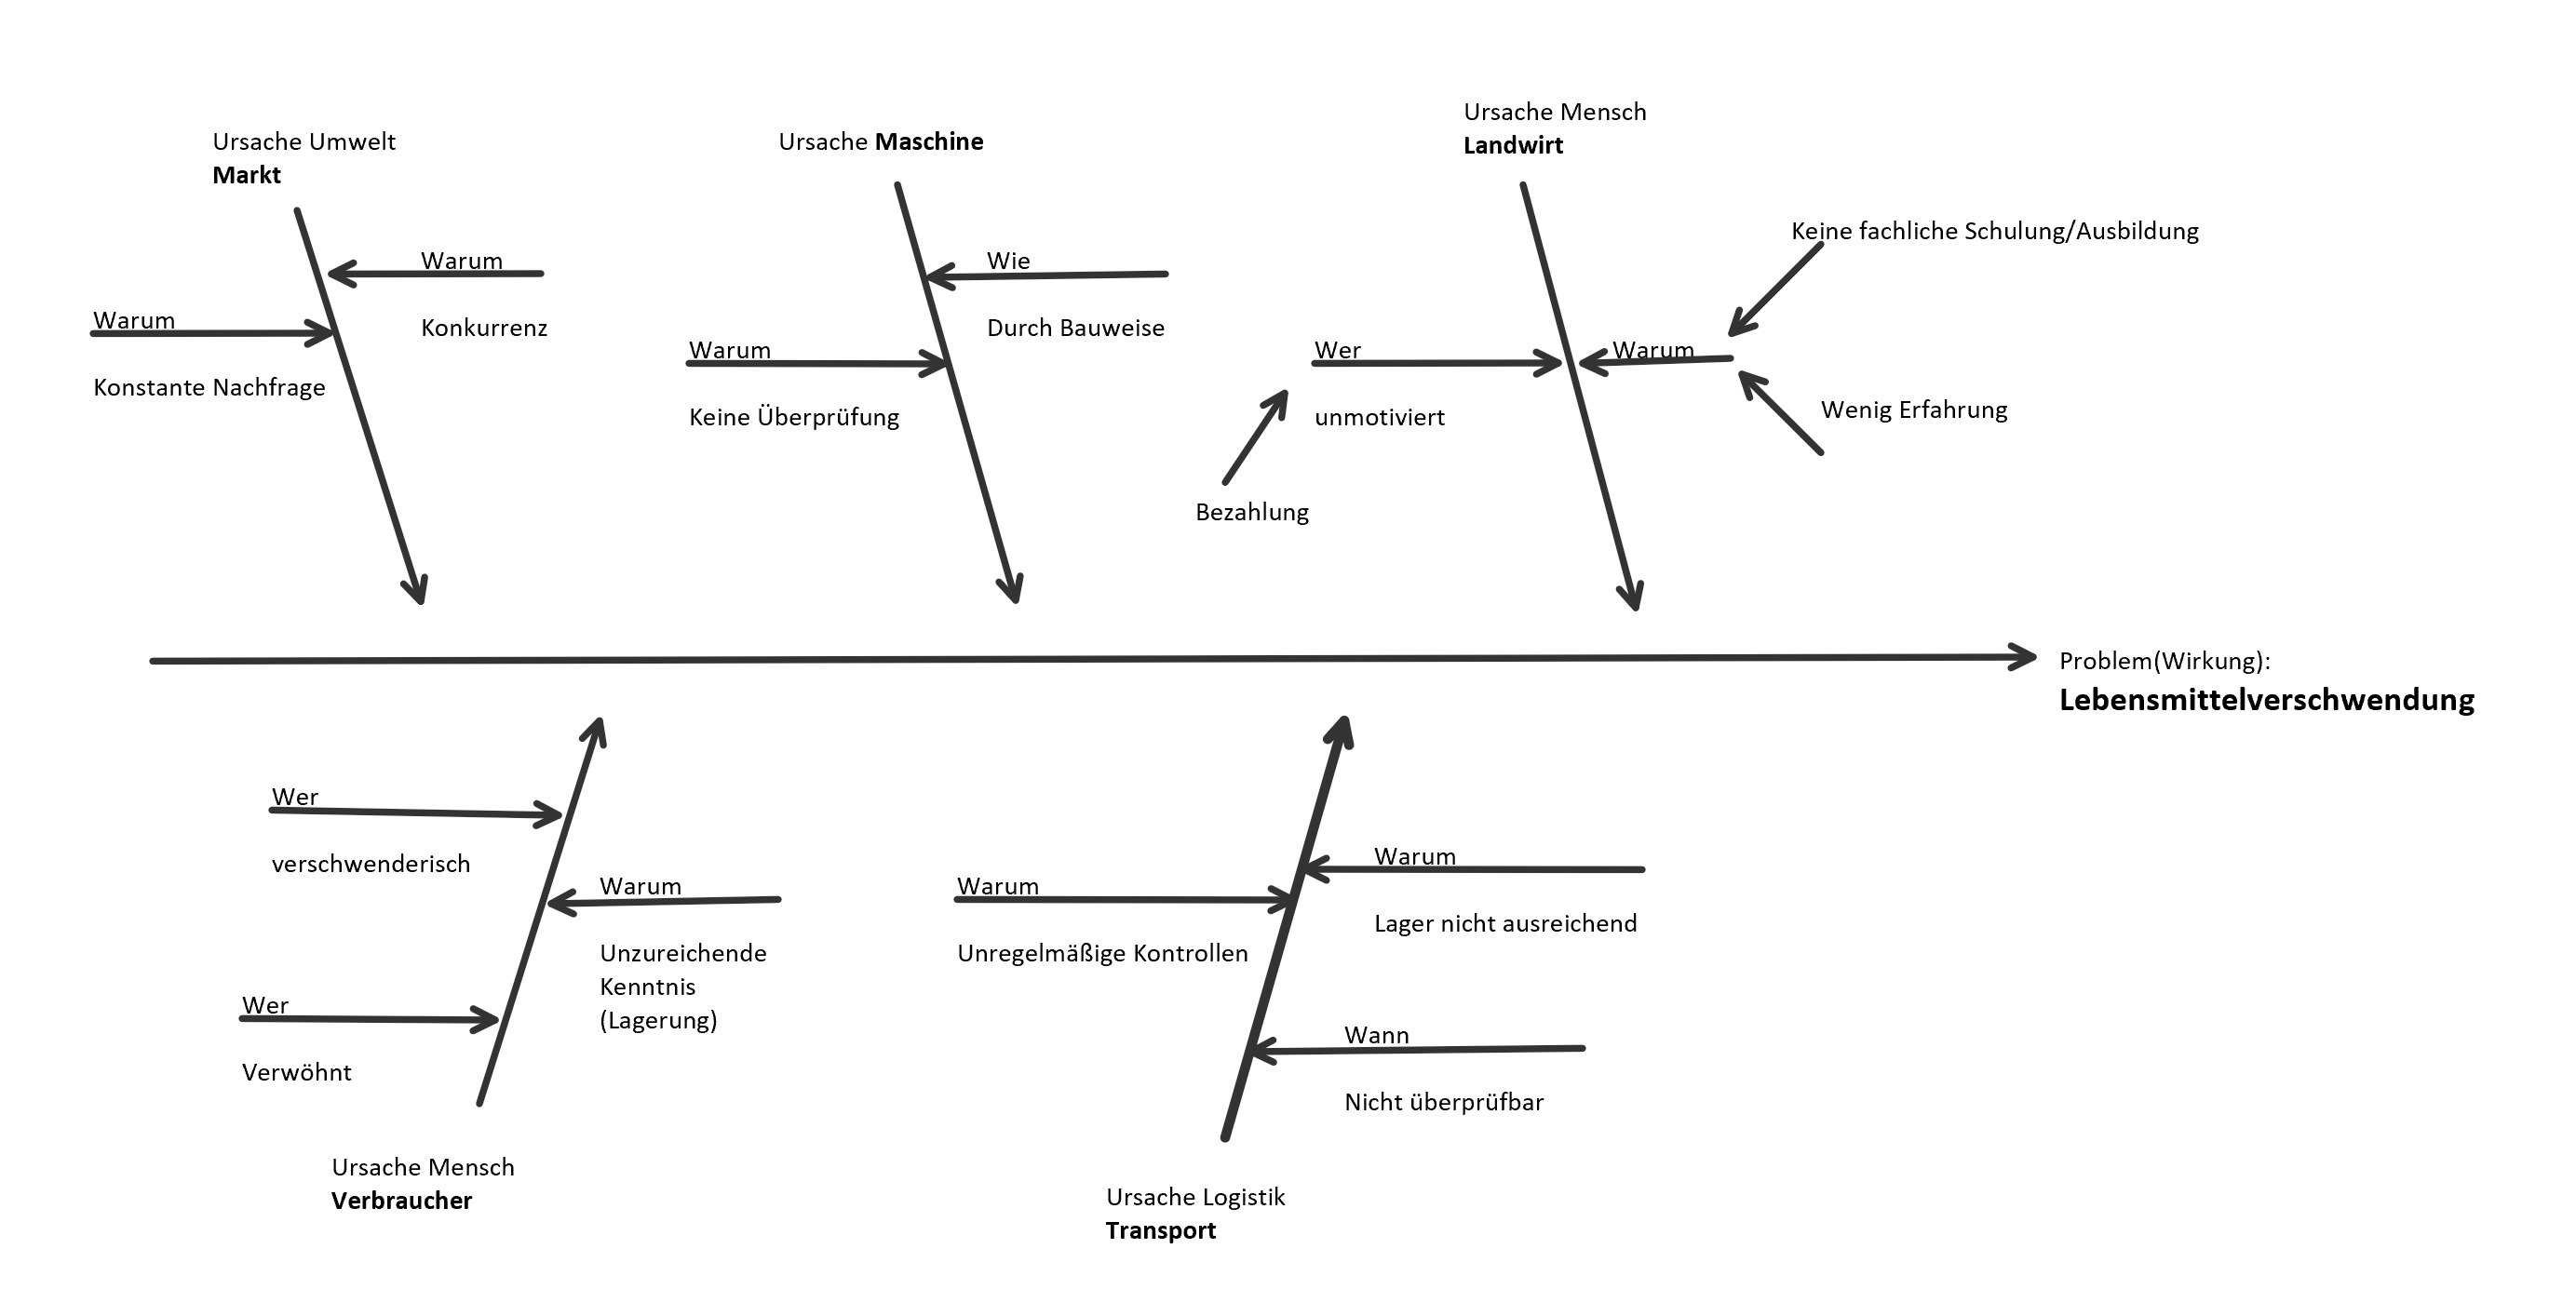 Ursache Umwelt
Markt
Warum
Konkurrenz
Warum
Konstante Nachfrage
Ursache Maschine
Wie
Durch Bauweise
Warum
Keine Überprüfung
Ursache Mensch
Landwirt
Keine fachliche Schulung/Ausbildung
Wer
unmotiviert
Warum
Wenig Erfahrung
Bezahlung
Problem(Wirkung):
Lebensmittelverschwendung
Wer
verschwenderisch
Warum
Unzureichende
Kenntnis
(Lagerung)
Wer
Verwöhnt
Ursache Mensch
Verbraucher
Warum
Lager nicht ausreichend
Warum
Unregelmäßige Kontrollen
Wann
Nicht überprüfbar
Ursache Logistik
Transport